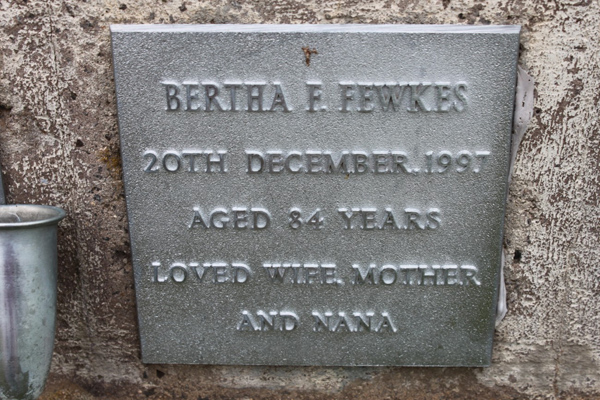 BERTHA F. FEWKES
20TH DECEMBER, 1997
AGED 84 YEARS
LOVED WIFE, MOTHER
AND NANA